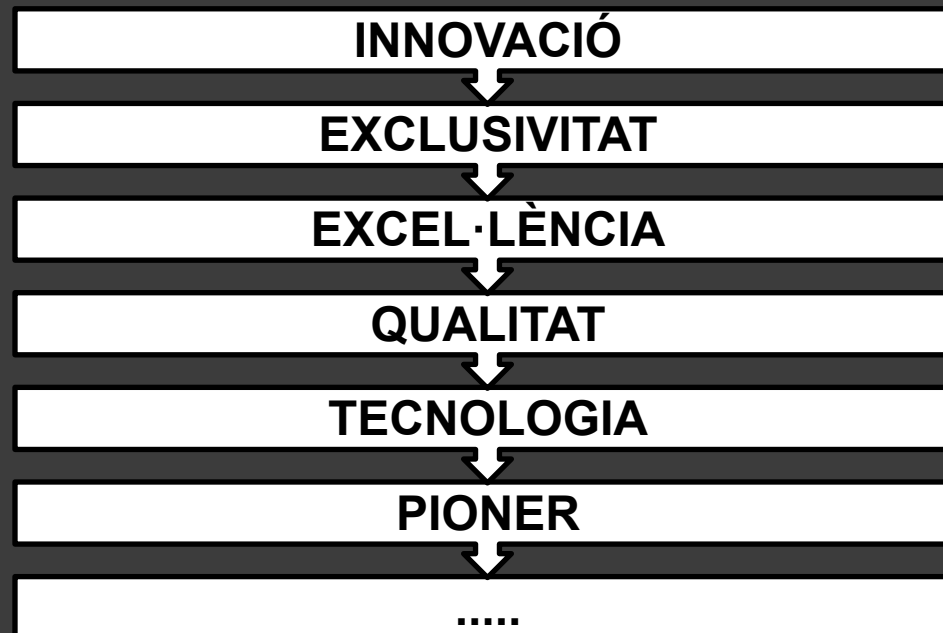 INNOVACIÓ
EXCLUSIVITAT
EXCEL·LÈNCIA
QUALITAT
TECNOLOGIA
PIONER
.....